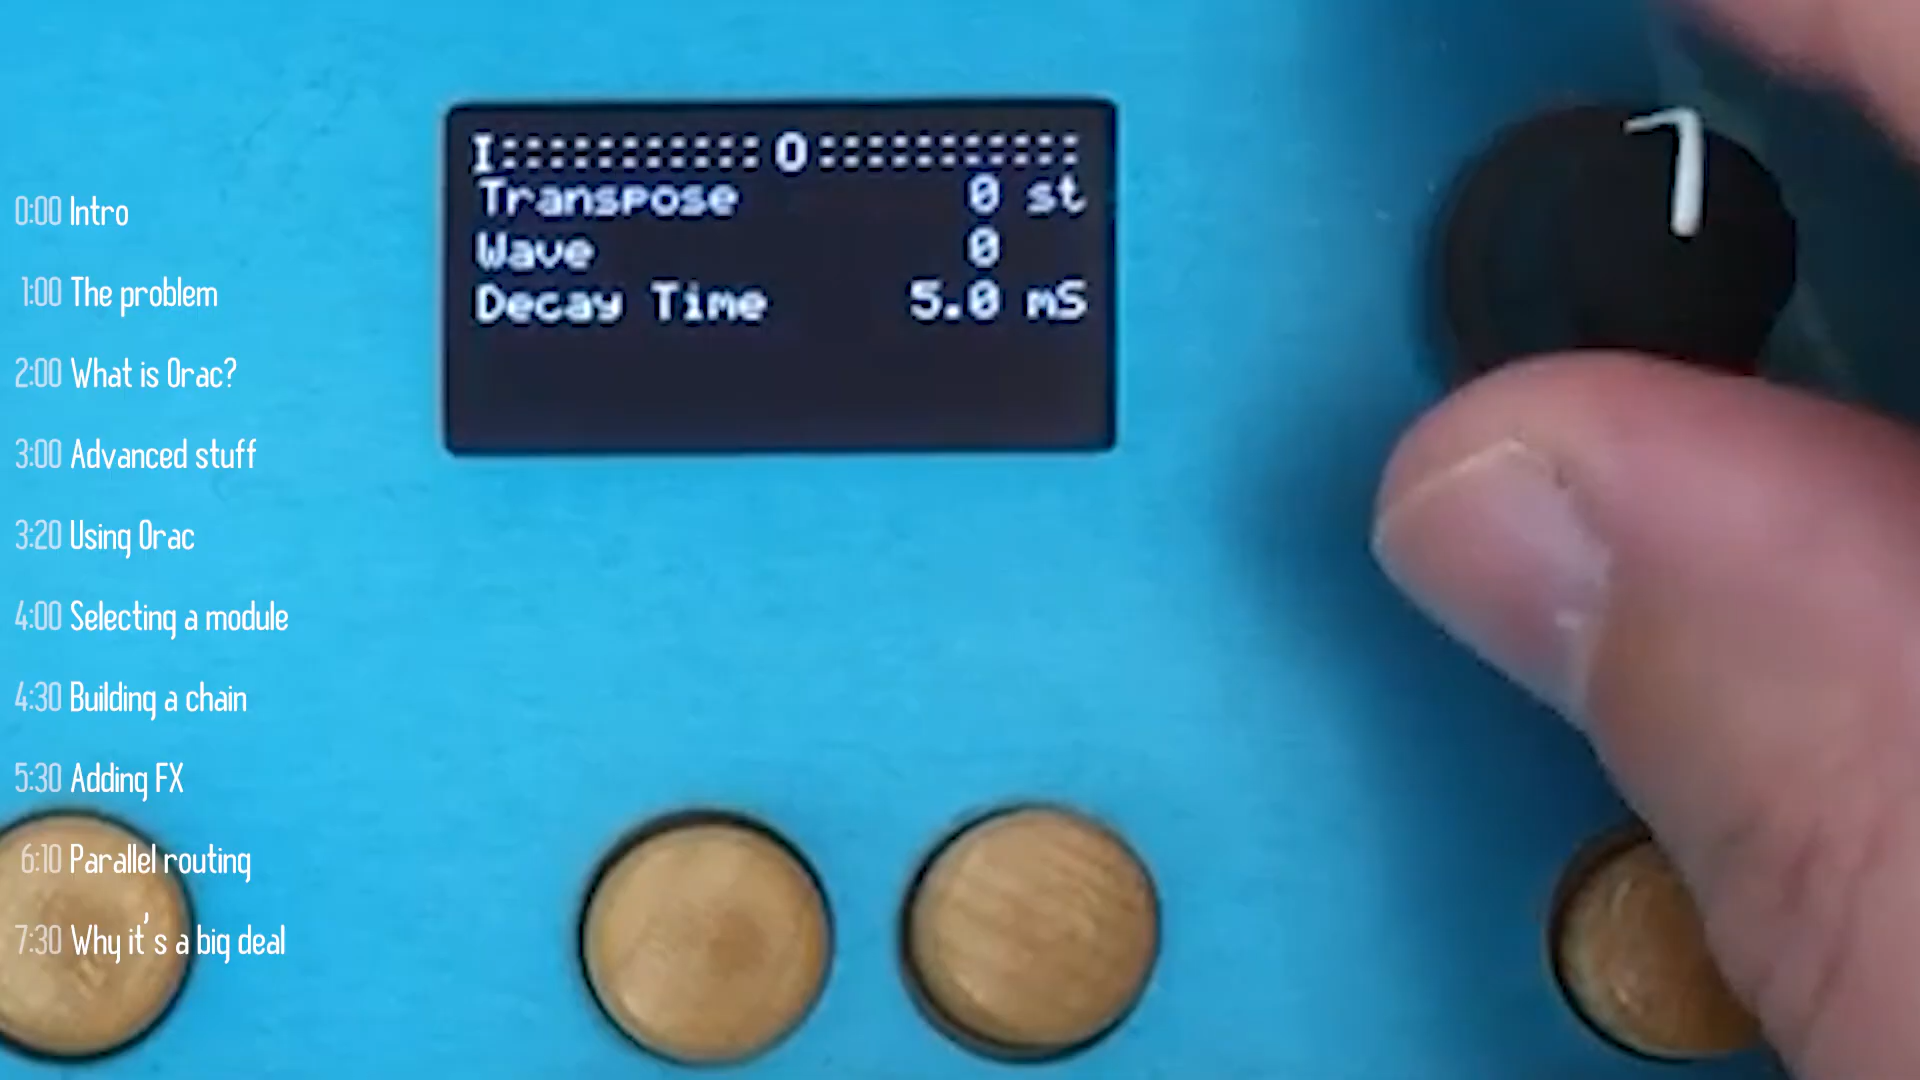 0:00 Intro
1:00 The problem
2:00 What is Orac?
3:00 Advanced stuff
3:20 Using Orac
4:00 Selecting a module
4:30 Building a chain
5:30 Adding FX
6:10 Parallel routing
7:30 Why it's a big deal
I O
Transpose 0 st
Wave 0
Decay Time 5.0 mS